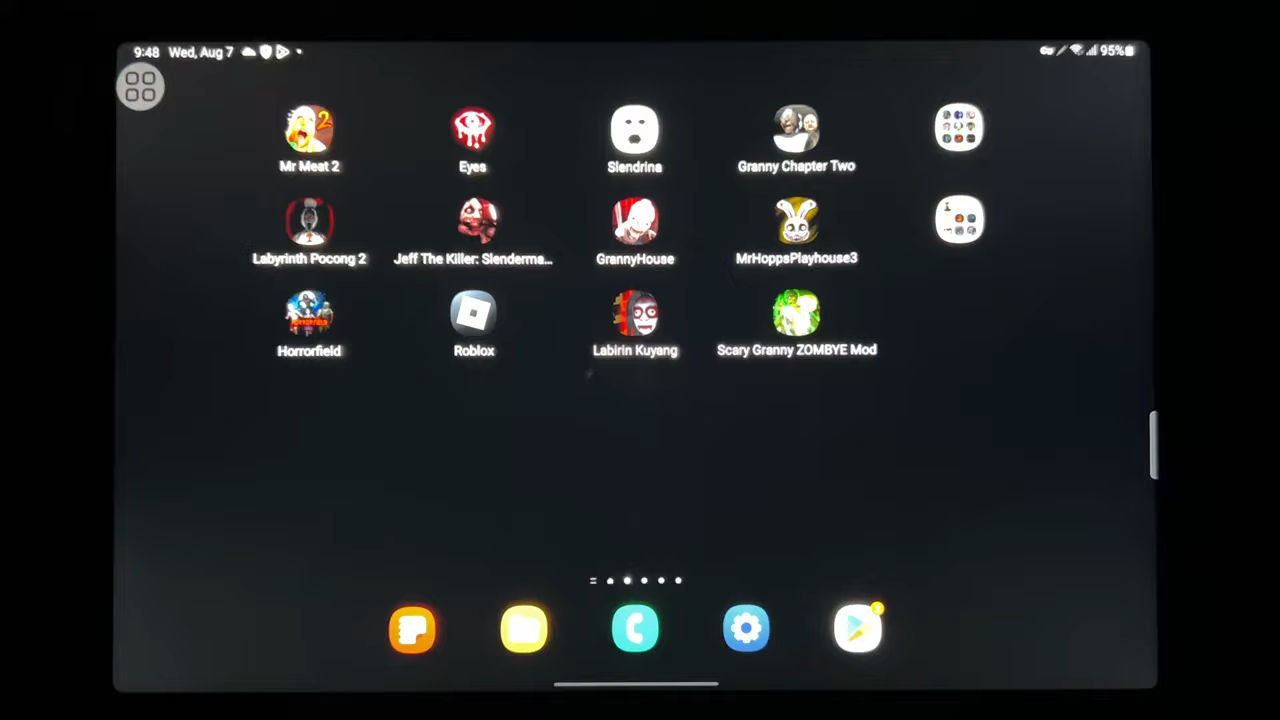 9:48 Wed, Aug 7
95%
Mr Meat 2
Eyes
Slendrina
Granny Chapter Two
Labyrinth Pocong 2
Jeff The Killer: Slenderma...
GrannyHouse
MrHoppsPlayhouse3
Horrorfield
Roblox
Labirin Kuyang
Scary Granny ZOMBYE Mod